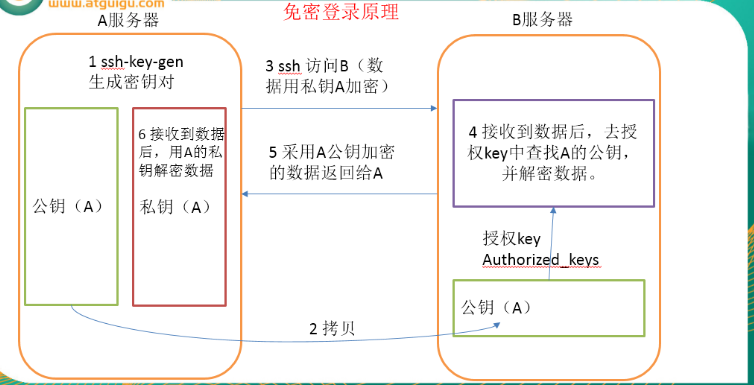 www.atguigu.com
免密登录原理
A服务器
B服务器
1 ssh-key-gen
生成密钥对
3 ssh 访问B（数
据用私钥A加密）
6 接收到数据
后，用A的私
钥解密数据
4 接收到数据后，去授
权key中查找A的公钥，
并解密数据。
5 采用A公钥加密
的数据返回给A
公钥（A）
私钥（A）
授权key
Authorized_keys
公钥（A）
2 拷贝